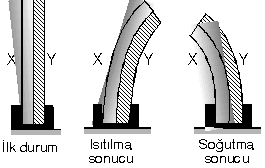 X Y
X Y
X Y
İlk durum
Isıtılma
sonucu
Soğutma
sonucu